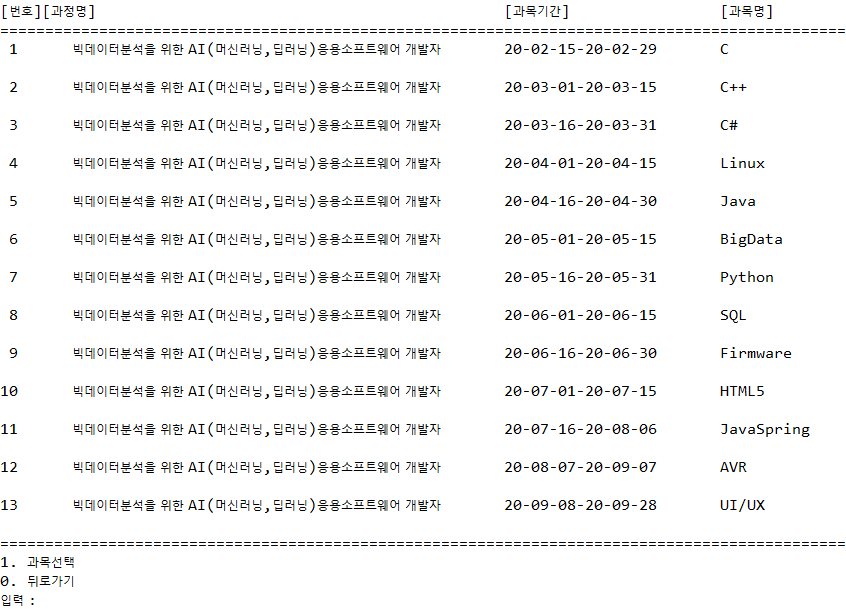 [번호][과정명] [과목기간] [과목명]
==============================================================================================
1 빅데이터분석을 위한 AI(머신러닝,딥러닝)응용소프트웨어 개발자 20-02-15-20-02-29 C
2 빅데이터분석을 위한 AI(머신러닝,딥러닝)응용소프트웨어 개발자 20-03-01-20-03-15 C++
3 빅데이터분석을 위한 AI(머신러닝,딥러닝)응용소프트웨어 개발자 20-03-16-20-03-31 C#
4 빅데이터분석을 위한 AI(머신러닝,딥러닝)응용소프트웨어 개발자 20-04-01-20-04-15 Linux
5 빅데이터분석을 위한 AI(머신러닝,딥러닝)응용소프트웨어 개발자 20-04-16-20-04-30 Java
6 빅데이터분석을 위한 AI(머신러닝,딥러닝)응용소프트웨어 개발자 20-05-01-20-05-15 BigData
7 빅데이터분석을 위한 AI(머신러닝,딥러닝)응용소프트웨어 개발자 20-05-16-20-05-31 Python
8 빅데이터분석을 위한 AI(머신러닝,딥러닝)응용소프트웨어 개발자 20-06-01-20-06-15 SQL
9 빅데이터분석을 위한 AI(머신러닝,딥러닝)응용소프트웨어 개발자 20-06-16-20-06-30 Firmware
10 빅데이터분석을 위한 AI(머신러닝,딥러닝)응용소프트웨어 개발자 20-07-01-20-07-15 HTML5
11 빅데이터분석을 위한 AI(머신러닝,딥러닝)응용소프트웨어 개발자 20-07-16-20-08-06 JavaSpring
12 빅데이터분석을 위한 AI(머신러닝,딥러닝)응용소프트웨어 개발자 20-08-07-20-09-07 AVR
13 빅데이터분석을 위한 AI(머신러닝,딥러닝)응용소프트웨어 개발자 20-09-08-20-09-28 UI/UX
==============================================================================================
1. 과목선택
0. 뒤로가기
입력 :